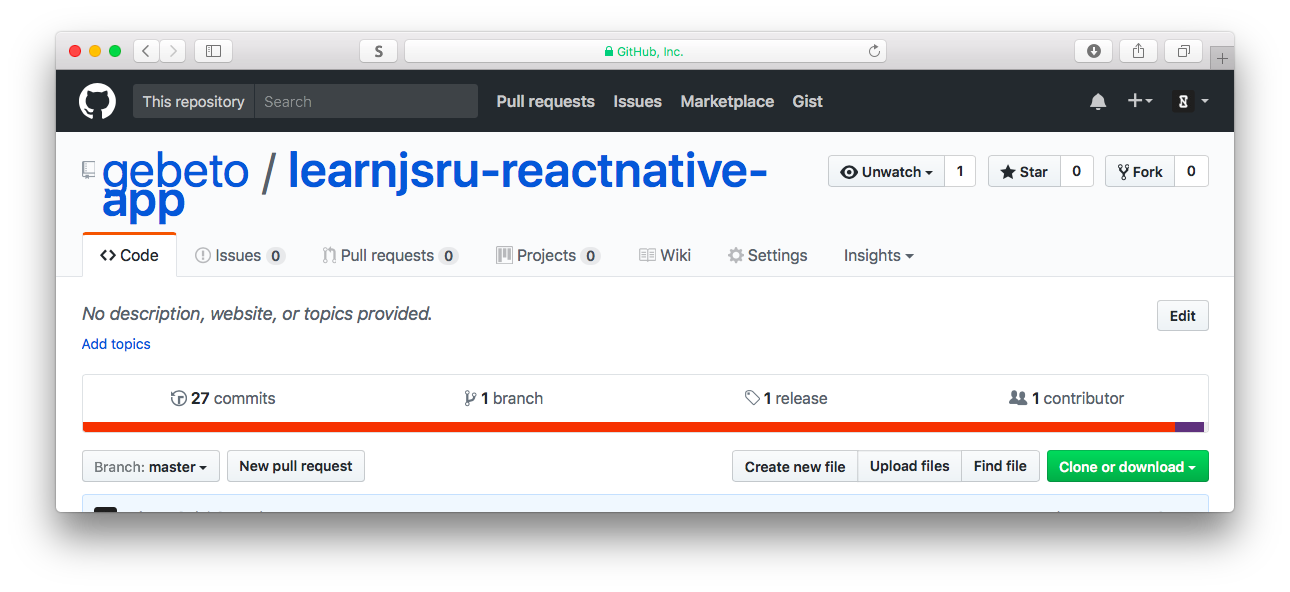 S GitHub, Inc.
This repository Search Pull requests Issues Marketplace Gist
gebeto / learnjsru-reactnative-
app
Unwatch 1 Star 0 Fork 0
Code Issues 0 Pull requests 0 Projects 0 Wiki Settings Insights
No description, website, or topics provided. Edit
Add topics
27 commits 1 branch 1 release 1 contributor
Branch: master New pull request Create new file Upload files Find file Clone or download